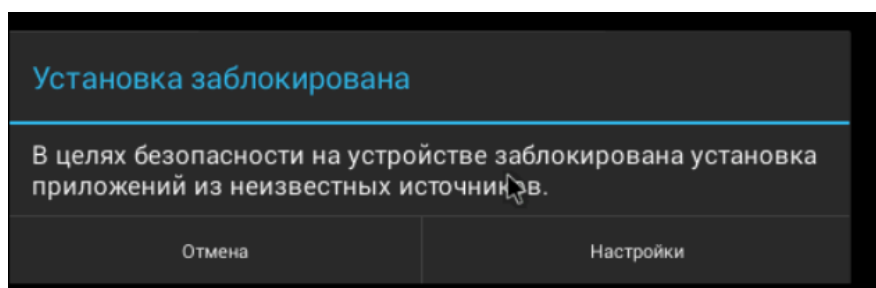 Установка заблокирована
В целях безопасности на устройстве заблокирована установка
приложений из неизвестных источников.
Отмена
Настройки